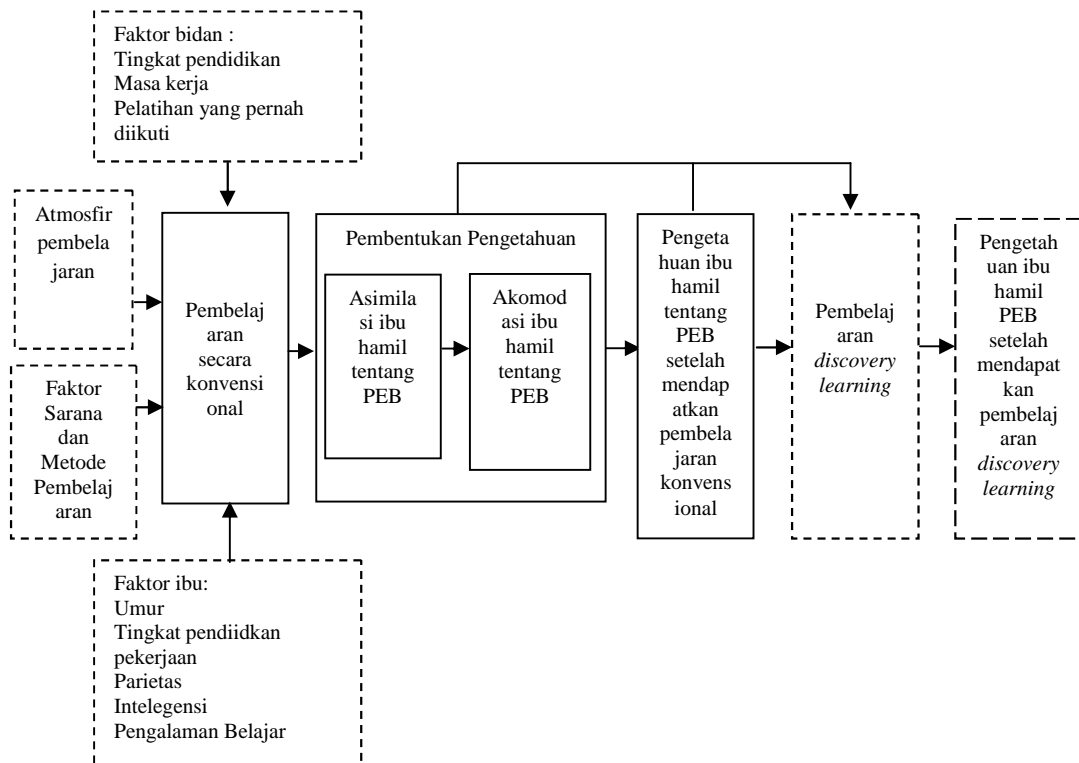 Faktor bidan :
Tingkat pendidikan
Masa kerja
Pelatihan yang pernah
diikuti
Atmosfir
pembela
jaran
Faktor
Sarana
dan
Metode
Pembelaj
aran
Pembelaj
aran
secara
konvensi
onal
Pembentukan Pengetahuan
Asimila
si ibu
hamil
tentang
PEB
Akomod
asi ibu
hamil
tentang
PEB
Pengeta
huan ibu
hamil
tentang
PEB
setelah
mendap
atkan
pembela
jaran
konvens
ional
Pembelaj
aran
discovery
learning
Pengetah
uan ibu
hamil
PEB
setelah
mendapat
kan
pembelaj
aran
discovery
learning
Faktor ibu:
Umur
Tingkat pendiidkan
pekerjaan
Parietas
Intelegensi
Pengalaman Belajar